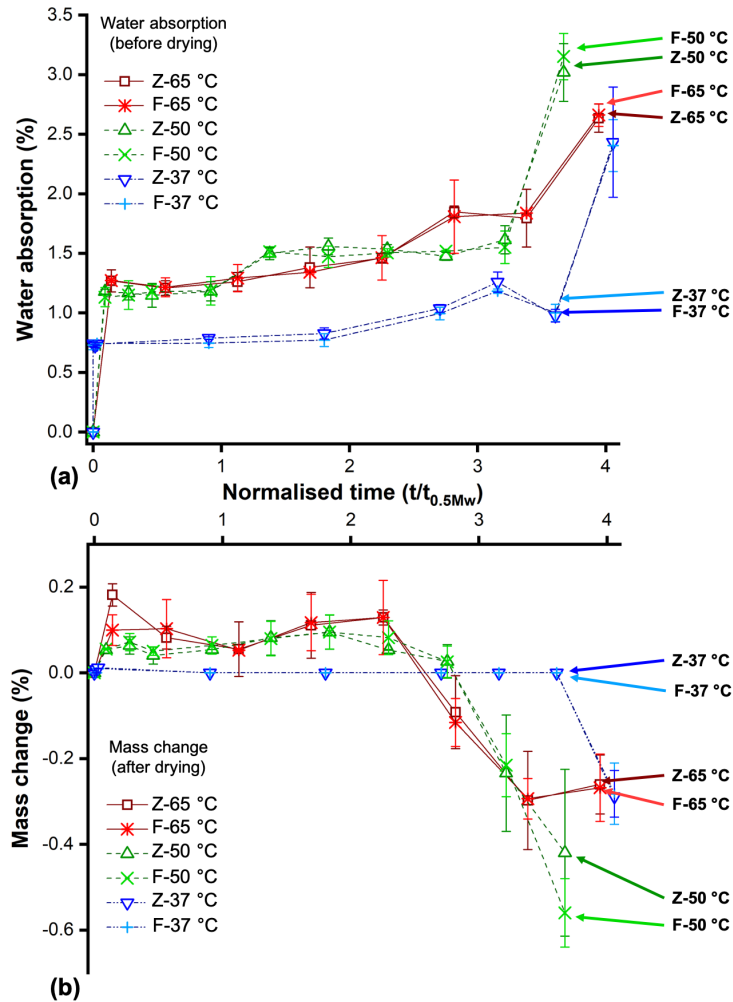 Water absorption
(before drying)
Z-65 °C
F-65 °C
Z-50 °C
F-50 °C
Z-37 °C
F-37 °C
F-50 °C
Z-50 °C
F-65 °C
Z-65 °C
Z-37 °C
F-37 °C
Water absorption (%)
3.5
3.0
2.5
2.0
1.5
1.0
0.5
0.0
0 1 2 3 4
(a)
Normalised time (t/t0.5Mw)
0 1 2 3 4
Mass change (%)
0.2
0.0
-0.2
-0.4
-0.6
Z-37 °C
F-37 °C
Z-65 °C
F-65 °C
Z-50 °C
F-50 °C
Mass change
(after drying)
Z-65 °C
F-65 °C
Z-50 °C
F-50 °C
Z-37 °C
F-37 °C
(b)